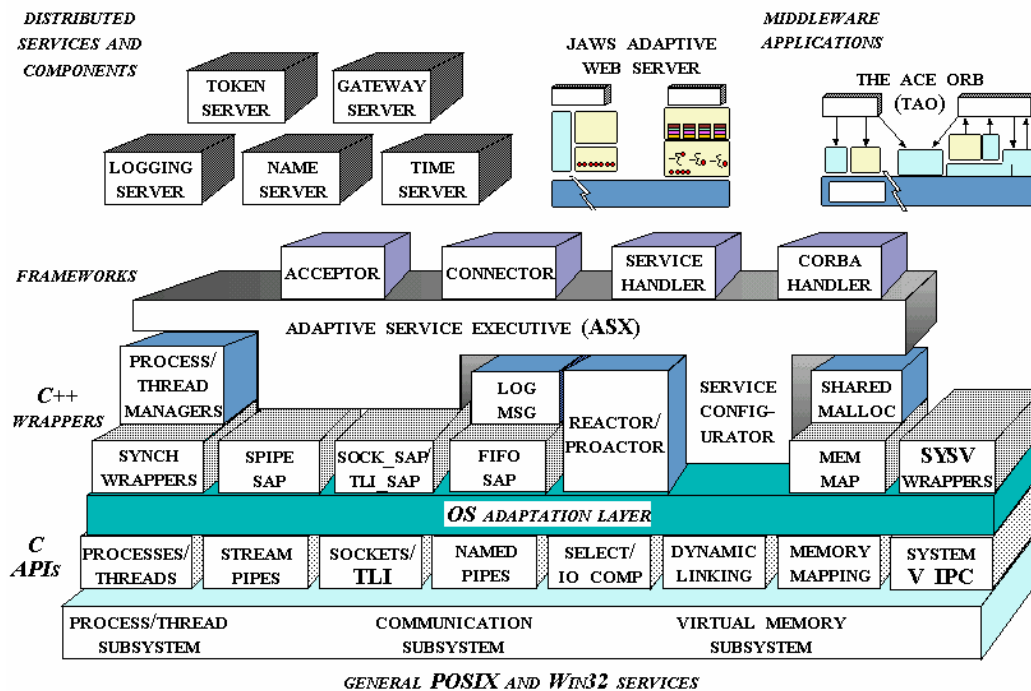 DISTRIBUTED
SERVICES AND
COMPONENTS
MIDDLEWARE
APPLICATIONS
JAWS ADAPTIVE
WEB SERVER
THE ACE ORB
(TAO)
TOKEN
SERVER
GATEWAY
SERVER
LOGGING
SERVER
NAME
SERVER
TIME
SERVER
FRAMEWORKS
ACCEPTOR
CONNECTOR
SERVICE
HANDLER
CORBA
HANDLER
ADAPTIVE SERVICE EXECUTIVE (ASX)
C++
WRAPPERS
PROCESS/
THREAD
MANAGERS
LOG
MSG
REACTOR/
PROACTOR
SERVICE
CONFIG-
URATOR
SHARED
MALLOC
SYNCH
WRAPPERS
SPIPE
SAP
SOCK_SAP/
TLI_SAP
FIFO
SAP
MEM
MAP
SYSV
WRAPPERS
OS ADAPTATION LAYER
C
APIS
PROCESSES/
THREADS
STREAM
PIPES
SOCKETS/
TLI
NAMED
PIPES
SELECT/
IO COMP
DYNAMIC
LINKING
MEMORY
MAPPING
SYSTEM
V IPC
PROCESS/THREAD
SUBSYSTEM
COMMUNICATION
SUBSYSTEM
VIRTUAL MEMORY
SUBSYSTEM
GENERAL POSIX AND WIN32 SERVICES